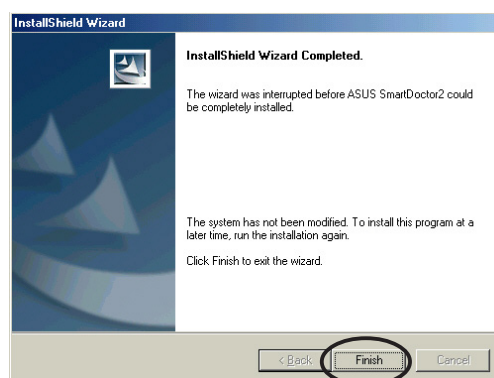 InstallShield Wizard
InstallShield Wizard Completed.
The wizard was interrupted before ASUS SmartDoctor2 could
be completely installed.
The system has not been modified. To install this program at a
later time, run the installation again.
Click Finish to exit the wizard.
< Back Finish Cancel